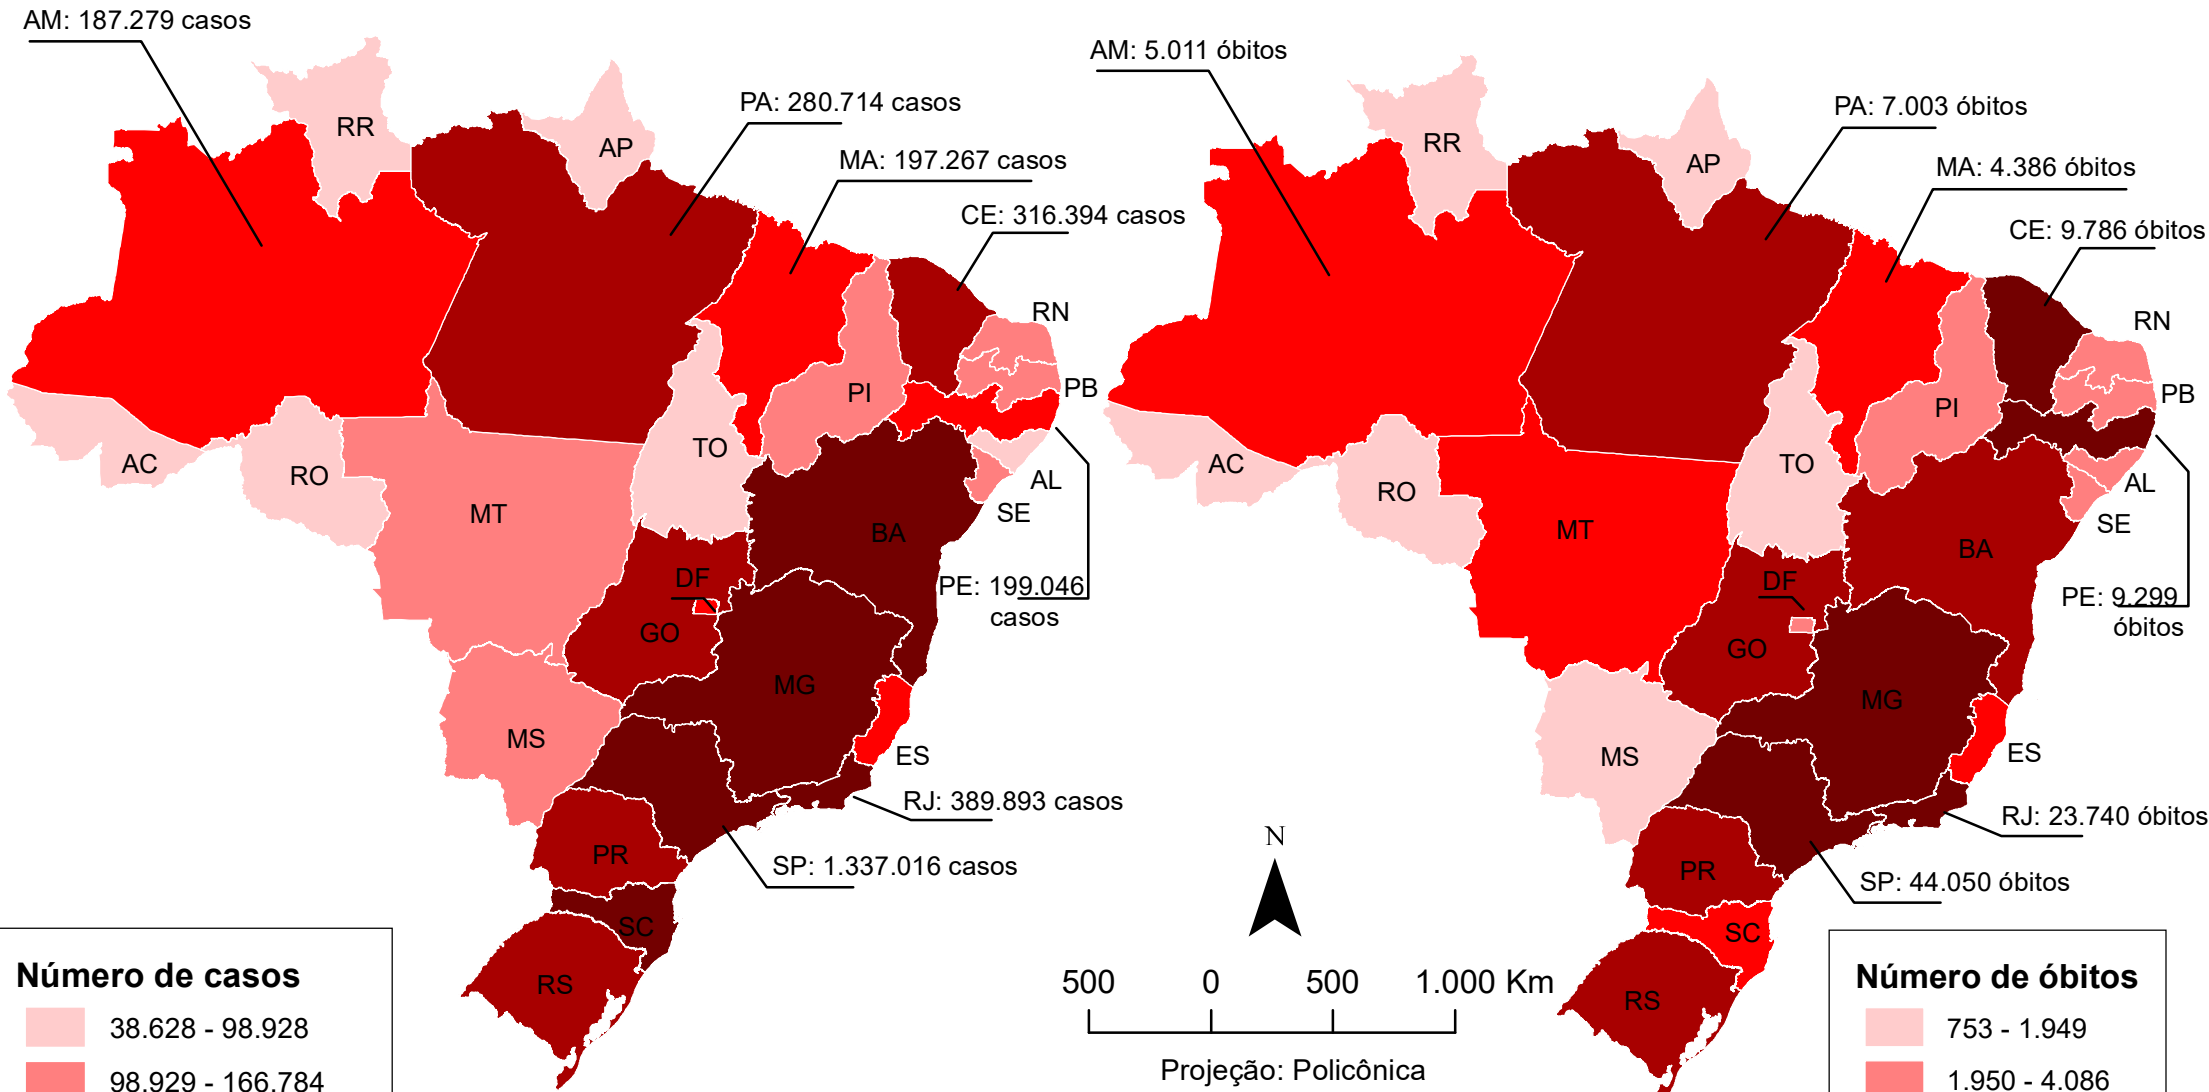 AM: 187.279 casos
RR
AP
PA: 280.714 casos
MA: 197.267 casos
CE: 316.394 casos
RN
PB
PI
TO
AC
RO
AL
SE
MT
BA
DF
PE: 199.046
casos
GO
MG
MS
ES
RJ: 389.893 casos
PR
SP: 1.337.016 casos
SC
RS
Número de casos
38.628 - 98.928
98.929 - 166.784
AM: 5.011 óbitos
RR
AP
PA: 7.003 óbitos
MA: 4.386 óbitos
CE: 9.786 óbitos
RN
PB
PI
TO
AC
RO
AL
SE
MT
BA
DF
PE: 9.299
óbitos
GO
MG
MS
ES
RJ: 23.740 óbitos
PR
SP: 44.050 óbitos
SC
RS
N
500 0 500 1.000 Km
Projeção: Policônica
Número de óbitos
753 - 1.949
1.950 - 4.086